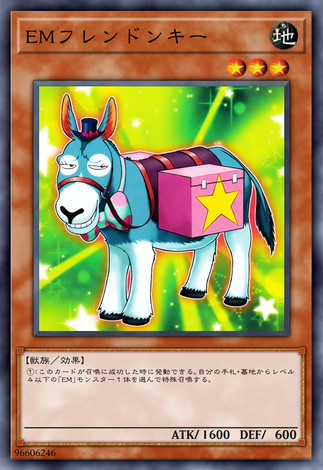 EMフレンドンキー
地
【獣族／効果】
①：このカードが召喚に成功した時に発動できる。自分の手札・墓地からレベル
4以下の「EM」モンスター１体を選んで特殊召喚する。
ATK/ 1600 DEF/ 600
96606246